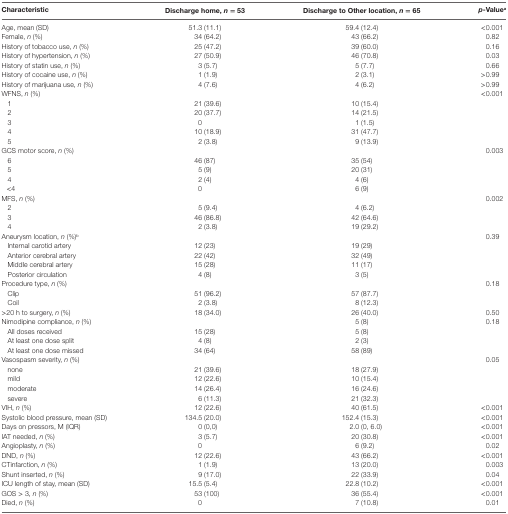 Characteristic Discharge home, n = 53 Discharge to Other location, n = 65 p-Valueᵃ
Age, mean (SD) 51.3 (11.1) 59.4 (12.4) <0.001
Female, n (%) 34 (64.2) 43 (66.2) 0.82
History of tobacco use, n (%) 25 (47.2) 39 (60.0) 0.16
History of hypertension, n (%) 27 (50.9) 46 (70.8) 0.03
History of statin use, n (%) 3 (5.7) 5 (7.7) 0.66
History of cocaine use, n (%) 1 (1.9) 2 (3.1) >0.99
History of marijuana use, n (%) 4 (7.6) 4 (6.2) >0.99
WFNS, n (%) <0.001
1 21 (39.6) 10 (15.4)
2 20 (37.7) 14 (21.5)
3 0 1 (1.5)
4 10 (18.9) 31 (47.7)
5 2 (3.8) 9 (13.9)
GCS motor score, n (%) 0.003
6 46 (87) 35 (54)
5 5 (9) 20 (31)
4 2 (4) 4 (6)
<4 0 6 (9)
MFS, n (%) 0.002
2 5 (9.4) 4 (6.2)
3 46 (86.8) 42 (64.6)
4 2 (3.8) 19 (29.2)
Aneurysm location, n (%) 0.39
Internal carotid artery 12 (23) 19 (29)
Anterior cerebral artery 22 (42) 32 (49)
Middle cerebral artery 15 (28) 11 (17)
Posterior circulation 4 (8) 3 (5)
Procedure type, n (%) 0.18
Clip 51 (96.2) 57 (87.7)
Coil 2 (3.8) 8 (12.3)
>20 h to surgery, n (%) 18 (34.0) 26 (40.0) 0.50
Nimodipine compliance, n (%) 5 (8) 0.18
All doses received 15 (28) 5 (8)
At least one dose split 4 (8) 2 (3)
At least one dose missed 34 (64) 58 (89)
Vasospasm severity, n (%) 0.05
none 21 (39.6) 18 (27.9)
mild 12 (22.6) 10 (15.4)
moderate 14 (26.4) 16 (24.6)
severe 6 (11.3) 21 (32.3)
VIH, n (%) 12 (22.6) 40 (61.5) <0.001
Systolic blood pressure, mean (SD) 134.5 (20.0) 152.4 (15.3) <0.001
Days on pressors, M (IQR) 0 (0,0) 2.0 (0, 6.0) <0.001
IAT needed, n (%) 3 (5.7) 20 (30.8) <0.001
Angioplasty, n (%) 0 6 (9.2) 0.02
DND, n (%) 12 (22.6) 43 (66.2) <0.001
CTinfarction, n (%) 1 (1.9) 13 (20.0) 0.003
Shunt inserted, n (%) 9 (17.0) 22 (33.9) 0.04
ICU length of stay, mean (SD) 15.5 (5.4) 22.8 (10.2) <0.001
GOS > 3, n (%) 53 (100) 36 (55.4) <0.001
Died, n (%) 0 7 (10.8) 0.01